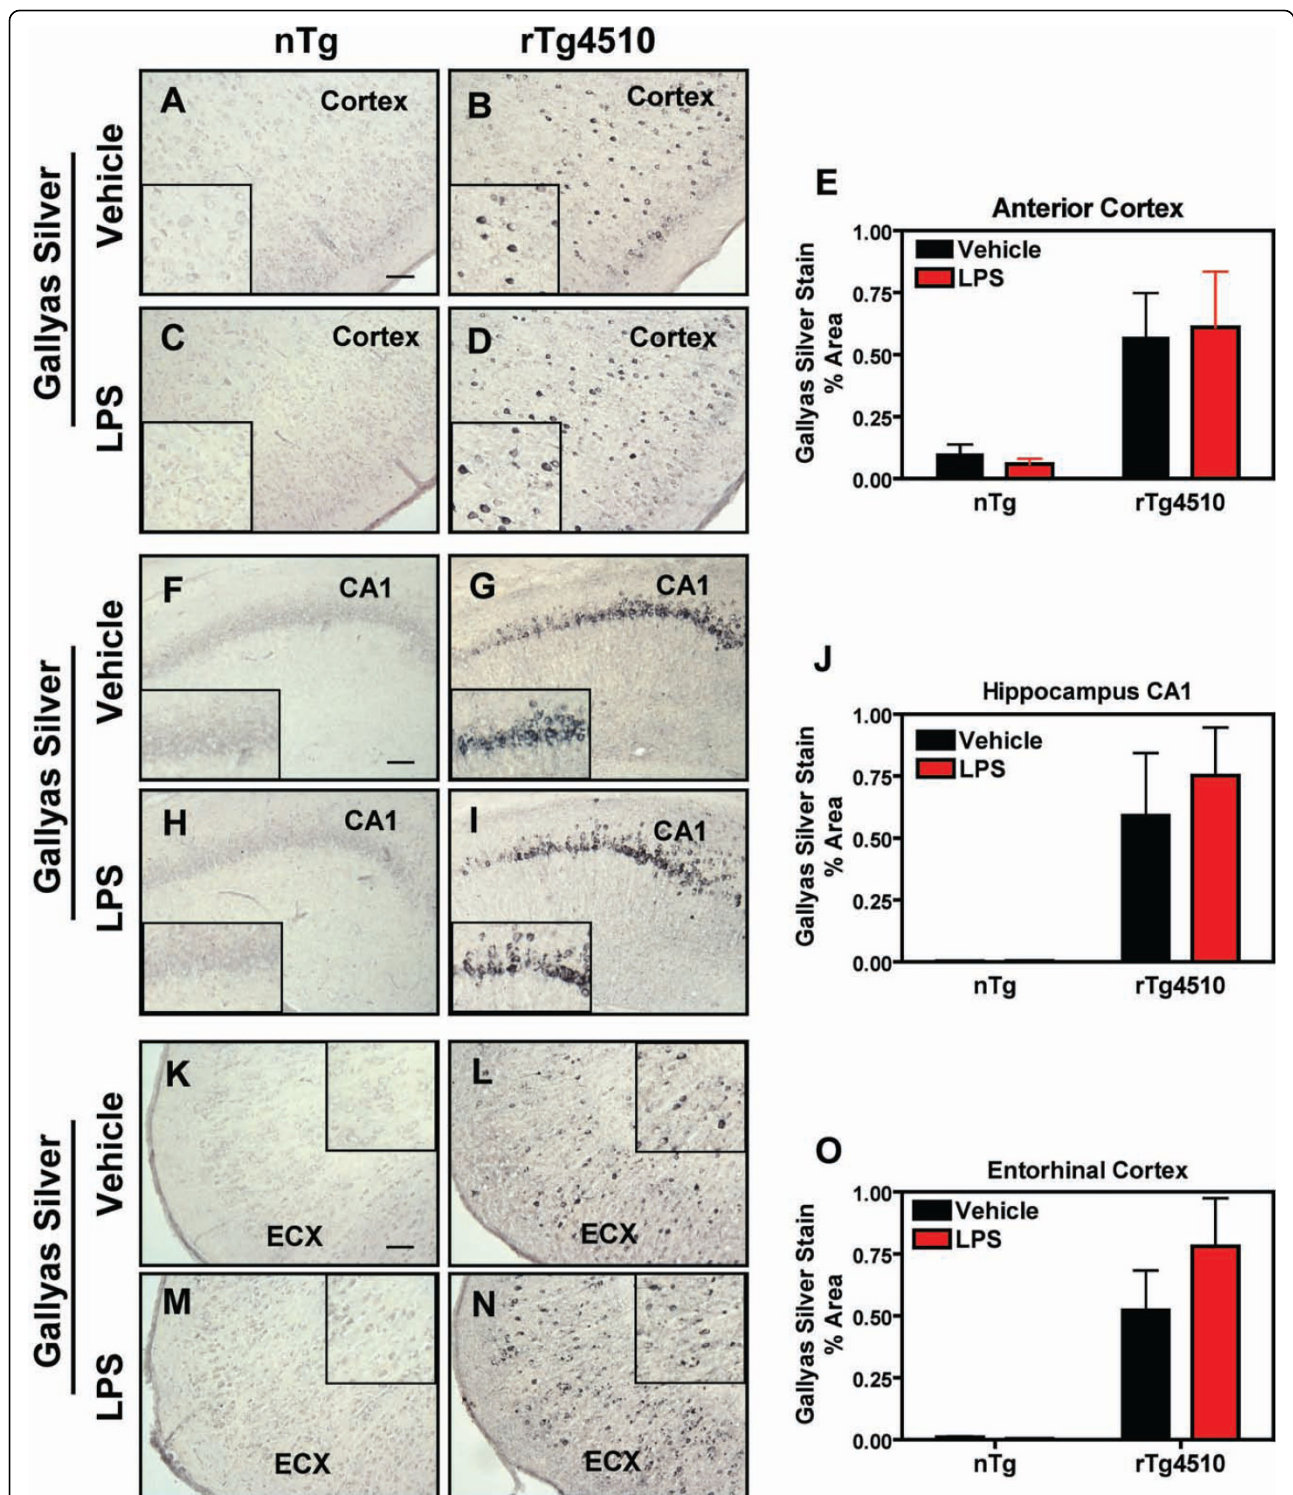 nTg
rTg4510
Gallyas Silver
Vehicle
LPS
A
Cortex
B
Cortex
C
Cortex
D
Cortex
E
Anterior Cortex
Gallyas Silver Stain
% Area
1.00
0.75
0.50
0.25
0.00
Vehicle
LPS
nTg
rTg4510
Gallyas Silver
Vehicle
LPS
F
CA1
G
CA1
H
CA1
I
CA1
J
Hippocampus CA1
Gallyas Silver Stain
% Area
1.00
0.75
0.50
0.25
0.00
Vehicle
LPS
nTg
rTg4510
Gallyas Silver
Vehicle
LPS
K
ECX
L
ECX
M
ECX
N
ECX
O
Entorhinal Cortex
Gallyas Silver Stain
% Area
1.00
0.75
0.50
0.25
0.00
Vehicle
LPS
nTg
rTg4510